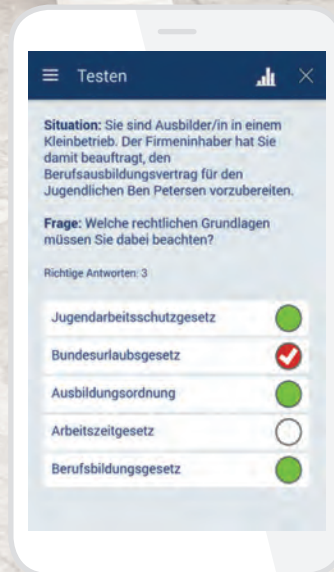 Testen
Situation: Sie sind Ausbilder/in in einem
Kleinbetrieb. Der Firmeninhaber hat Sie
damit beauftragt, den
Berufsausbildungsvertrag für den
Jugendlichen Ben Petersen vorzubereiten.
Frage: Welche rechtlichen Grundlagen
müssen Sie dabei beachten?
Richtige Antworten: 3
Jugendarbeitsschutzgesetz
Bundesurlaubsgesetz
Ausbildungsordnung
Arbeitszeitgesetz
Berufsbildungsgesetz